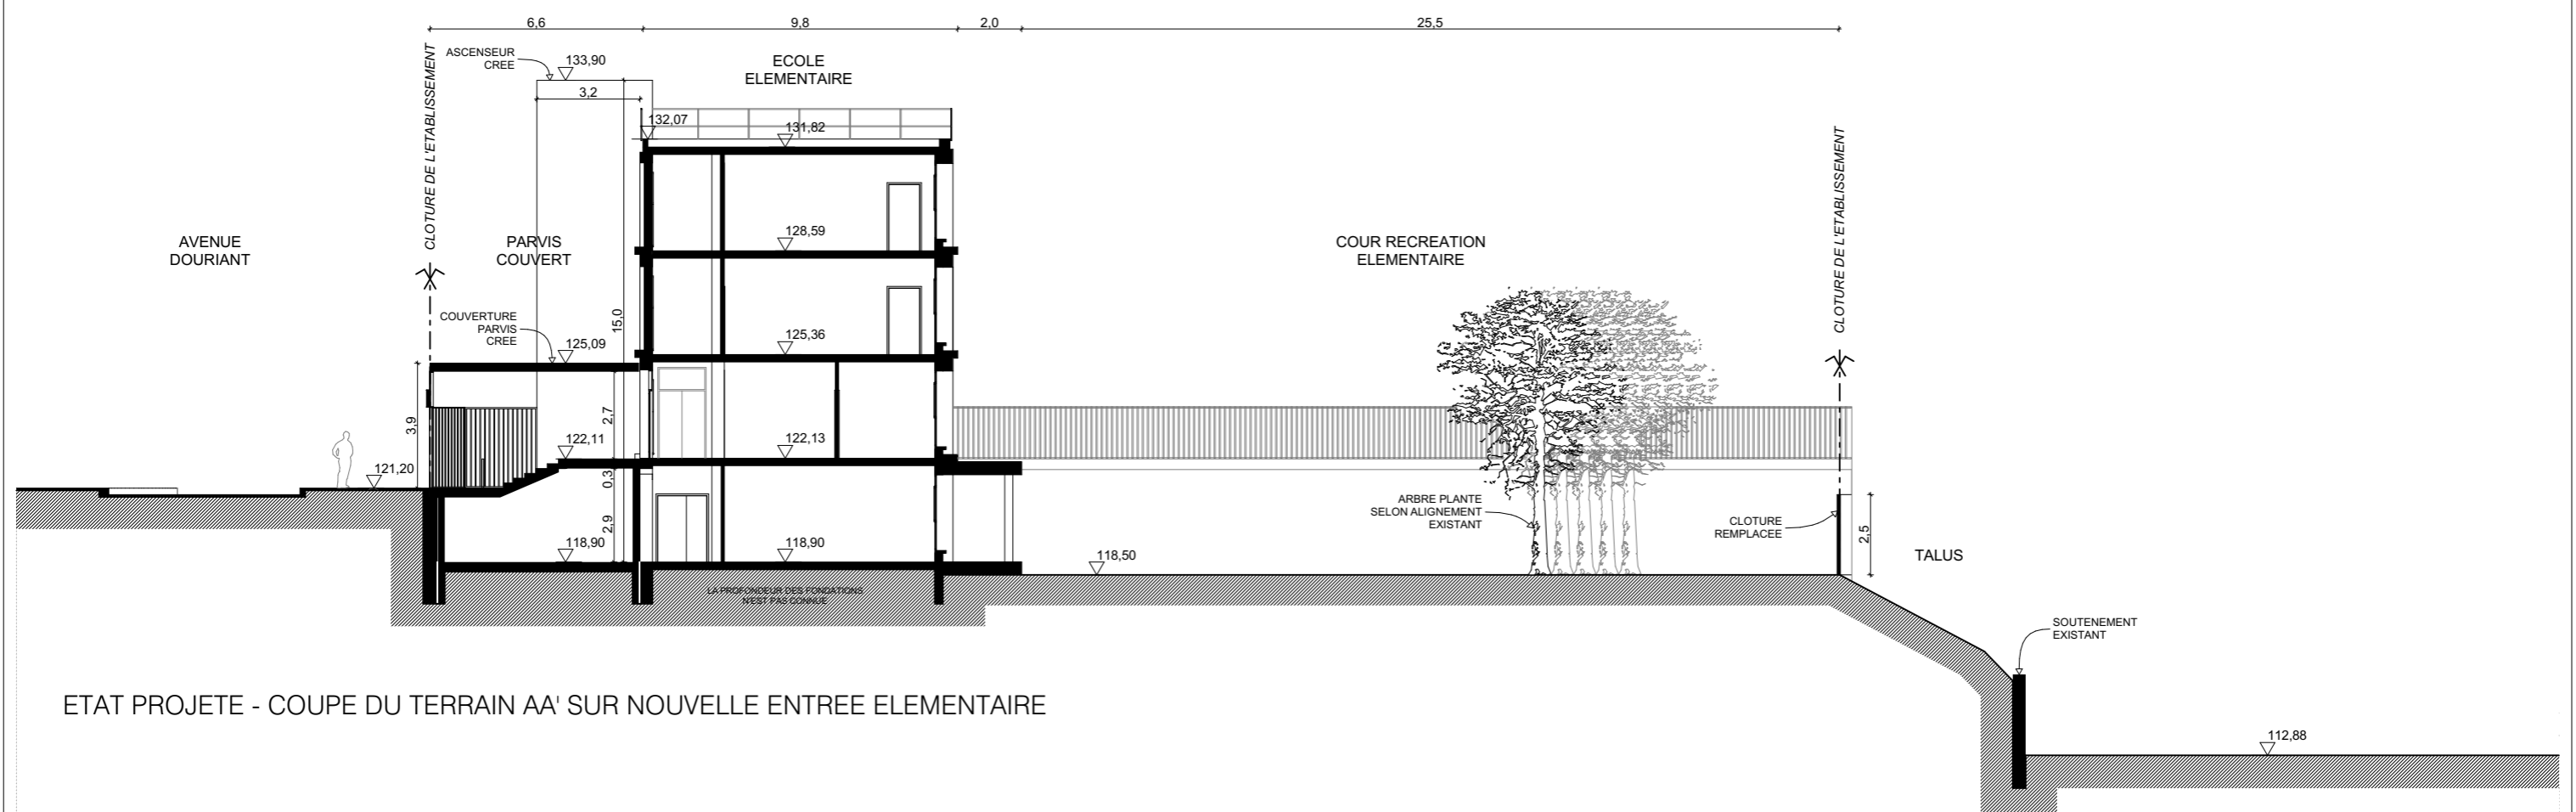 6,6
9,8
2,0
25,5
ASCENSEUR
CREE
133,90
3,2
ECOLE
ELEMENTAIRE
CLOTURE DE L'ETABLISSEMENT
132,07
131,82
CLOTURE DE L'ETABLISSEMENT
AVENUE
DOURIANT
PARVIS
COUVERT
128,59
COUR RECREATION
ELEMENTAIRE
COUVERTURE
PARVIS
CREE
15,0
125,09
125,36
3,9
2,7
122,11
122,13
121,20
0,3
2,9
118,90
118,90
118,50
ARBRE PLANTE
SELON ALIGNEMENT
EXISTANT
CLOTURE
REMPLACEE
2,5
TALUS
LA PROFONDEUR DES FONDATIONS
N'EST PAS CONNUE
SOUTENEMENT
EXISTANT
ETAT PROJETE - COUPE DU TERRAIN AA' SUR NOUVELLE ENTREE ELEMENTAIRE
112,88